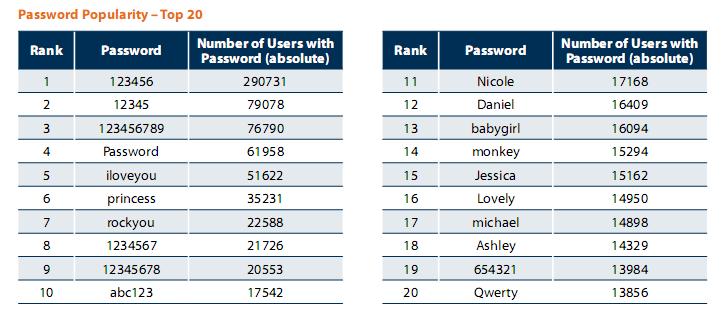 Password Popularity – Top 20
Rank Password Number of Users with Password (absolute)
1 123456 290731
2 12345 79078
3 123456789 76790
4 Password 61958
5 iloveyou 51622
6 princess 35231
7 rockyou 22588
8 1234567 21726
9 12345678 20553
10 abc123 17542
Rank Password Number of Users with Password (absolute)
11 Nicole 17168
12 Daniel 16409
13 babygirl 16094
14 monkey 15294
15 Jessica 15162
16 Lovely 14950
17 michael 14898
18 Ashley 14329
19 654321 13984
20 Qwerty 13856